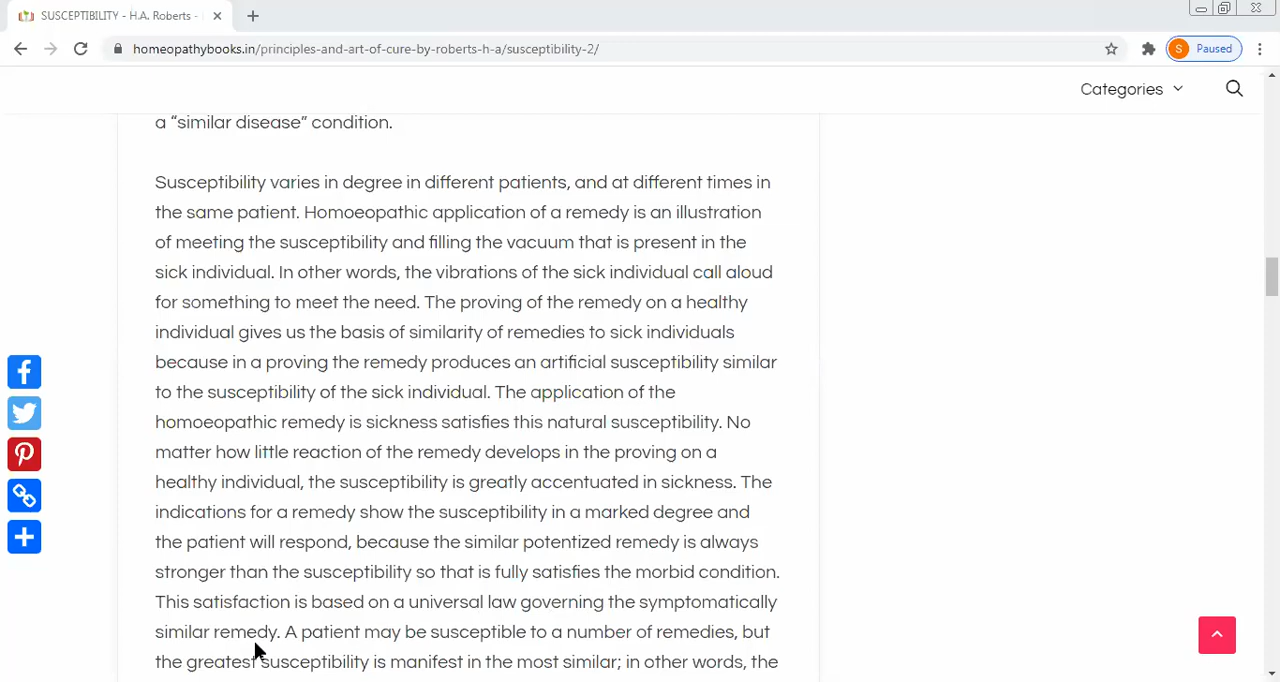 SUSCEPTIBILITY - H.A. Roberts -
homeopathybooks.in/principles-and-art-of-cure-by-roberts-h-a/susceptibility-2/
S Paused
Categories
a “similar disease” condition.
Susceptibility varies in degree in different patients, and at different times in
the same patient. Homoeopathic application of a remedy is an illustration
of meeting the susceptibility and filling the vacuum that is present in the
sick individual. In other words, the vibrations of the sick individual call aloud
for something to meet the need. The proving of the remedy on a healthy
individual gives us the basis of similarity of remedies to sick individuals
because in a proving the remedy produces an artificial susceptibility similar
to the susceptibility of the sick individual. The application of the
homoeopathic remedy is sickness satisfies this natural susceptibility. No
matter how little reaction of the remedy develops in the proving on a
healthy individual, the susceptibility is greatly accentuated in sickness. The
indications for a remedy show the susceptibility in a marked degree and
the patient will respond, because the similar potentized remedy is always
stronger than the susceptibility so that is fully satisfies the morbid condition.
This satisfaction is based on a universal law governing the symptomatically
similar remedy. A patient may be susceptible to a number of remedies, but
the greatest susceptibility is manifest in the most similar; in other words, the